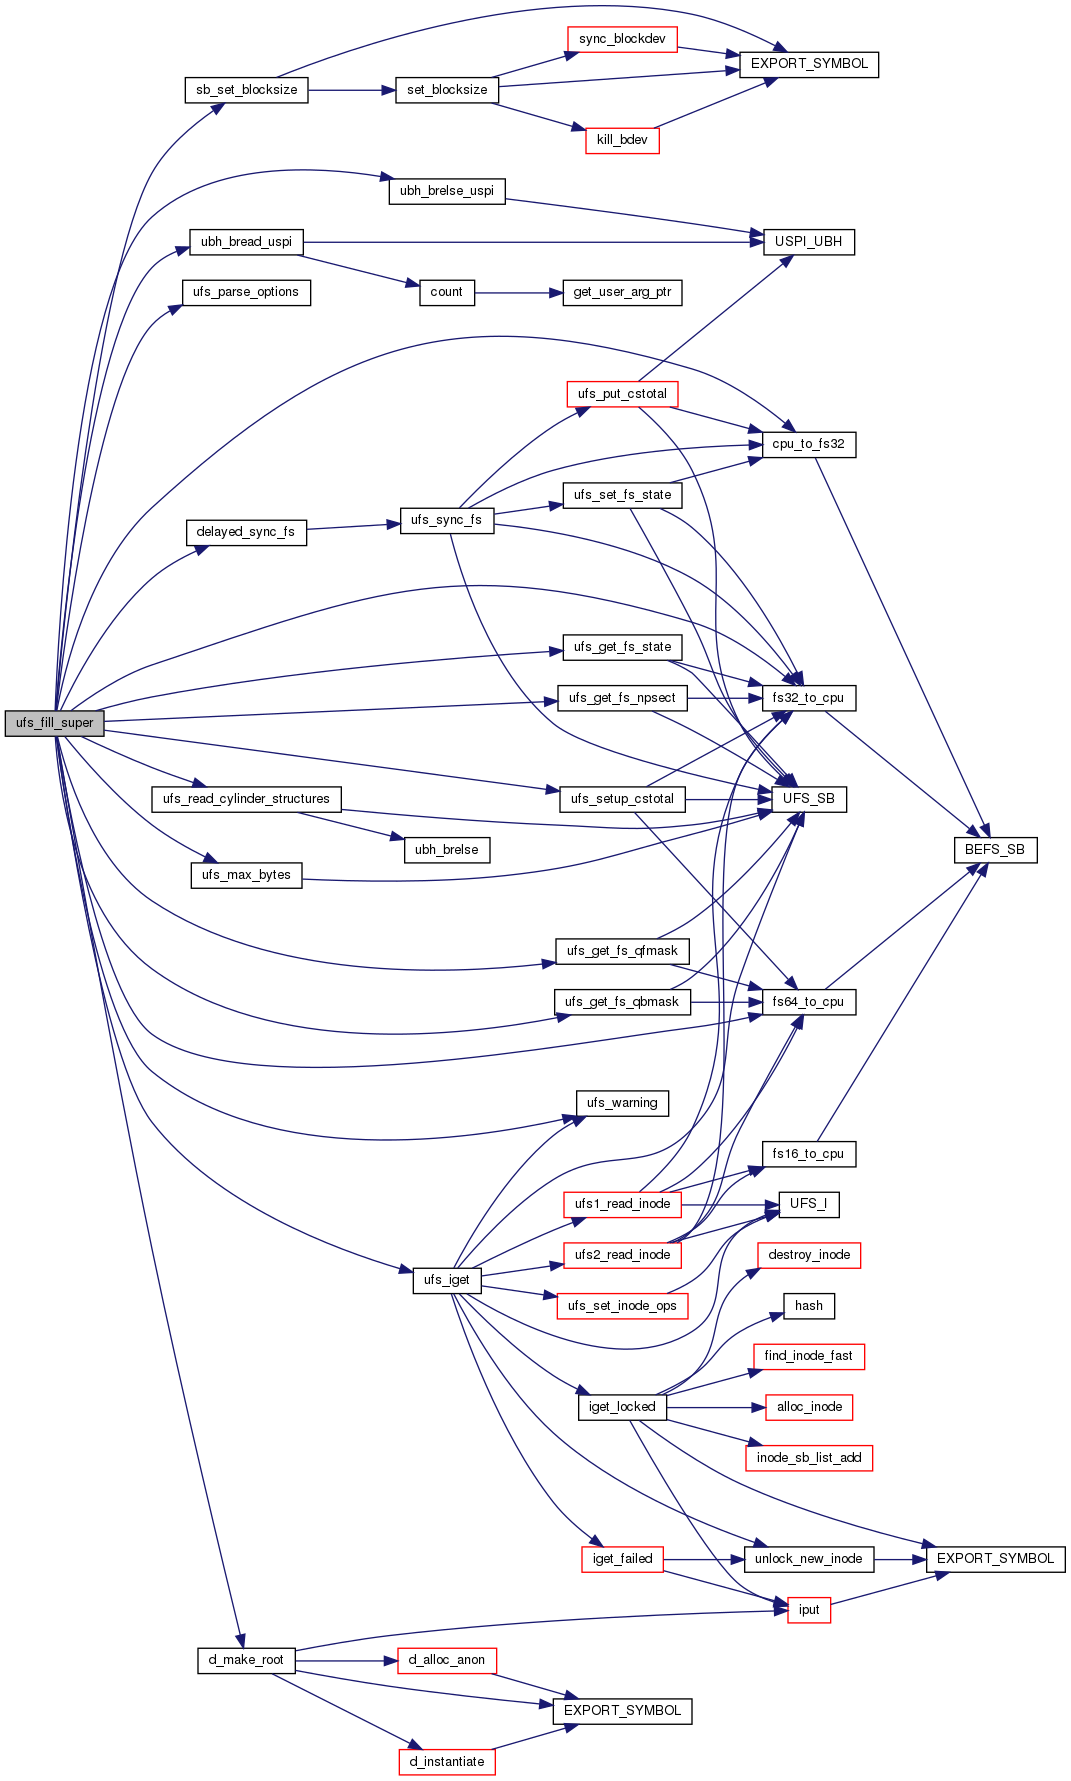 sync_blockdev
EXPORT_SYMBOL
sb_set_blocksize
set_blocksize
kill_bdev
ubh_brelse_uspi
ubh_bread_uspi
USPI_UBH
ufs_parse_options
count
get_user_arg_ptr
ufs_put_cstotal
cpu_to_fs32
ufs_set_fs_state
ufs_sync_fs
delayed_sync_fs
ufs_get_fs_state
ufs_get_fs_npsect
fs32_to_cpu
ufs_fill_super
ufs_read_cylinder_structures
ufs_setup_cstotal
UFS_SB
ubh_brelse
BEFS_SB
ufs_max_bytes
ufs_get_fs_qfmask
ufs_get_fs_qbmask
fs64_to_cpu
ufs_warning
fs16_to_cpu
ufs1_read_inode
UFS_I
ufs2_read_inode
destroy_inode
ufs_iget
ufs_set_inode_ops
hash
find_inode_fast
iget_locked
alloc_inode
inode_sb_list_add
iget_failed
unlock_new_inode
EXPORT_SYMBOL
iput
d_make_root
d_alloc_anon
EXPORT_SYMBOL
d_instantiate